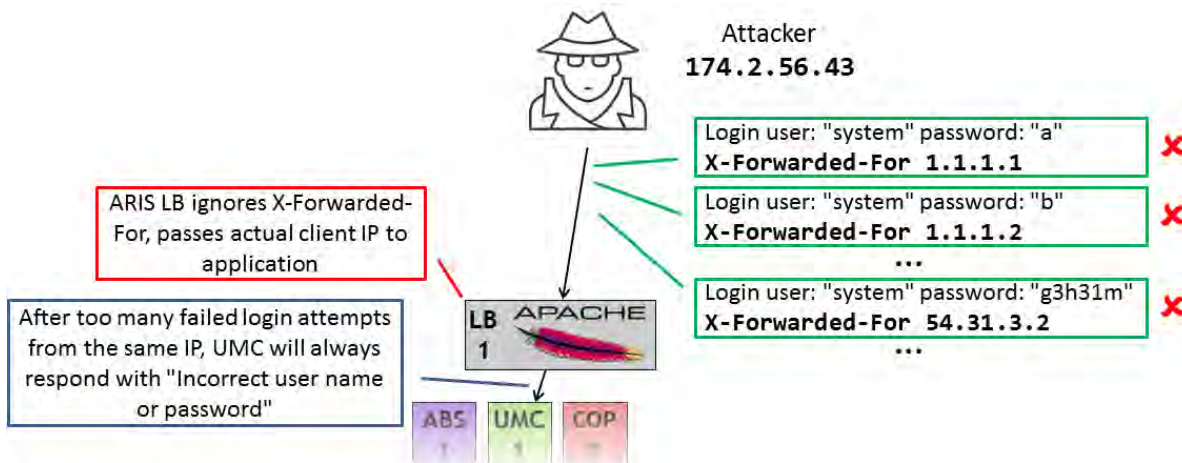 Attacker
174.2.56.43
Login user: "system" password: "a"
X-Forwarded-For 1.1.1.1
Login user: "system" password: "b"
X-Forwarded-For 1.1.1.2
...
Login user: "system" password: "g3h31m"
X-Forwarded-For 54.31.3.2
...
ARIS LB ignores X-Forwarded-
For, passes actual client IP to
application
After too many failed login attempts
from the same IP, UMC will always
respond with "Incorrect user name
or password"
LB
1
APACHE
ABS
UMC
COP